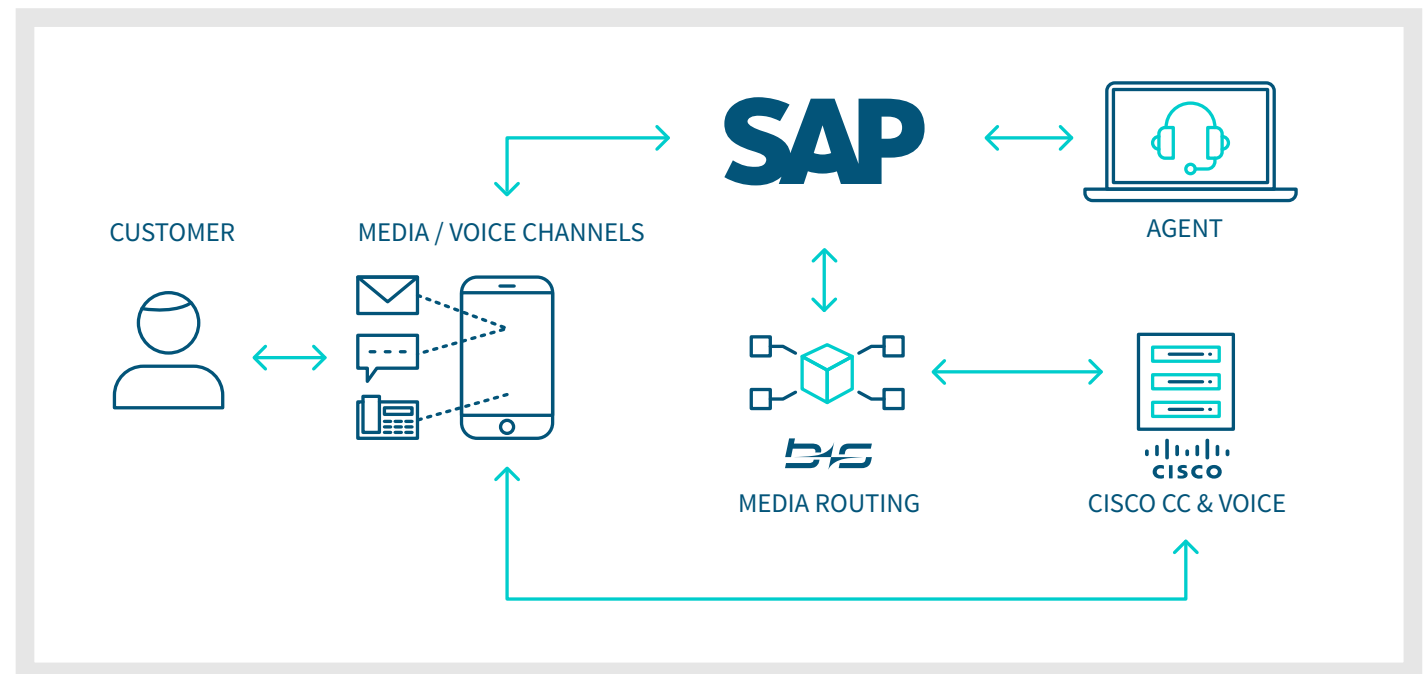 SAP
CUSTOMER
MEDIA / VOICE CHANNELS
AGENT
b+s
CISCO
MEDIA ROUTING
CISCO CC & VOICE